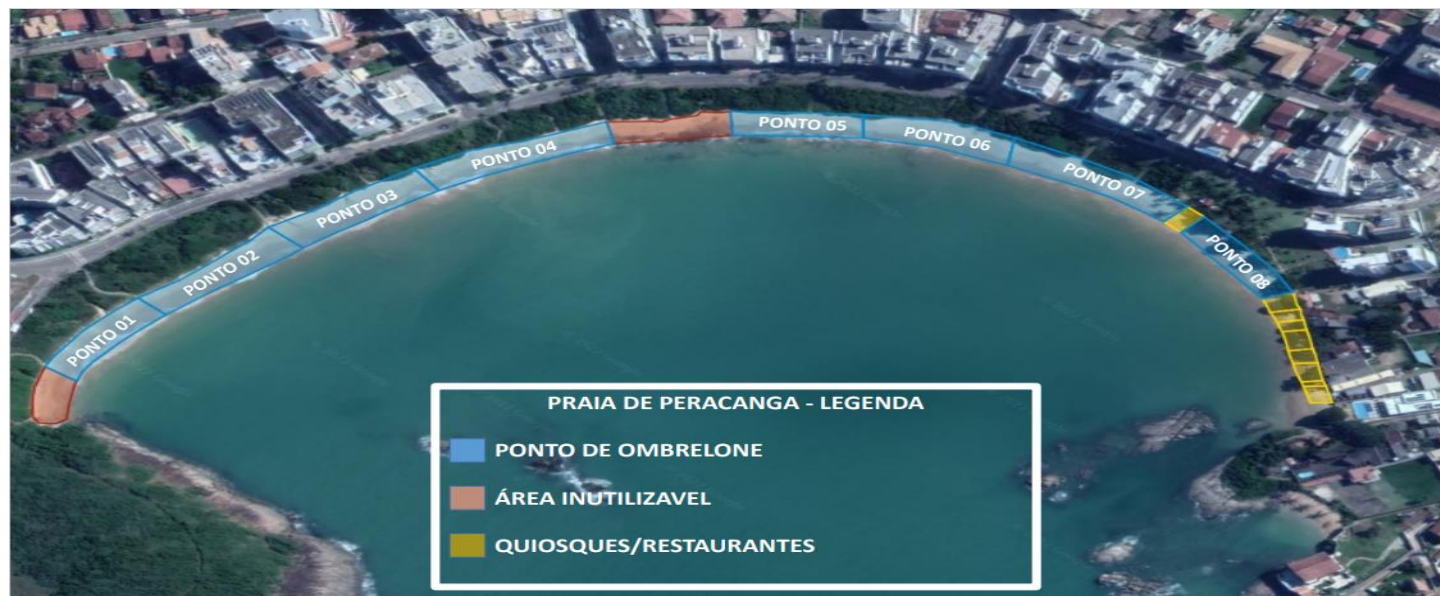 PONTO 01
PONTO 02
PONTO 03
PONTO 04
PONTO 05
PONTO 06
PONTO 07
PONTO 08
PRAIA DE PERACANGA - LEGENDA
PONTO DE OMBRELONE
ÁREA INUTILIZAVEL
QUIOSQUES/RESTAURANTES